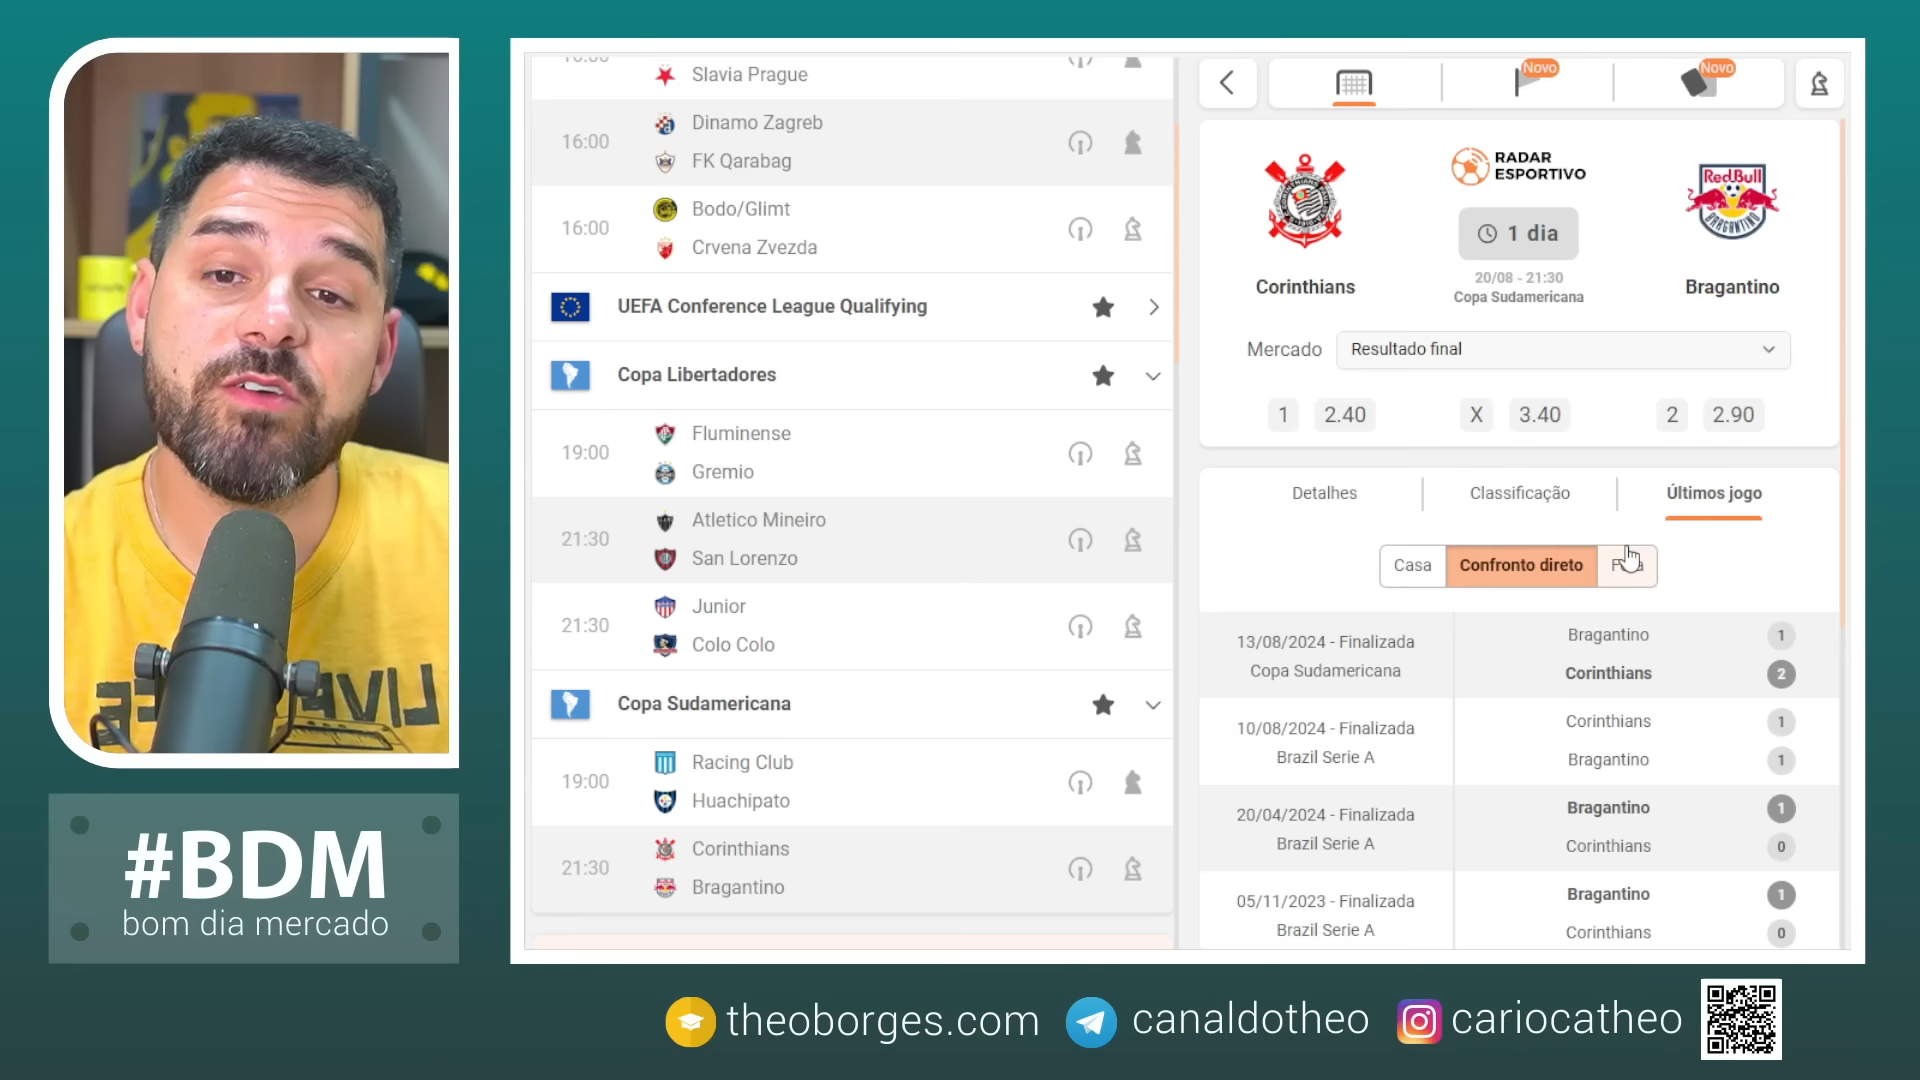 #BDM
bom dia mercado
Slavia Prague
16:00
Dinamo Zagreb
FK Qarabag
16:00
Bodo/Glimt
Crvena Zvezda
UEFA Conference League Qualifying
Copa Libertadores
19:00
Fluminense
Gremio
21:30
Atletico Mineiro
San Lorenzo
21:30
Junior
Colo Colo
Copa Sudamericana
19:00
Racing Club
Huachipato
21:30
Corinthians
Bragantino
Novo
Novo
RADAR
ESPORTIVO
RedBull
BRAGANTINO
1 dia
20/08 - 21:30
Copa Sudamericana
Corinthians
Bragantino
Mercado
Resultado final
1 2.40 X 3.40 2 2.90
Detalhes
Classificação
Últimos jogo
Casa
Confronto direto
13/08/2024 - Finalizada
Copa Sudamericana
Bragantino 1
Corinthians 2
10/08/2024 - Finalizada
Brazil Serie A
Corinthians 1
Bragantino 1
20/04/2024 - Finalizada
Brazil Serie A
Bragantino 1
Corinthians 0
05/11/2023 - Finalizada
Brazil Serie A
Bragantino 1
Corinthians 0
theoborges.com
canaldotheo
cariocatheo